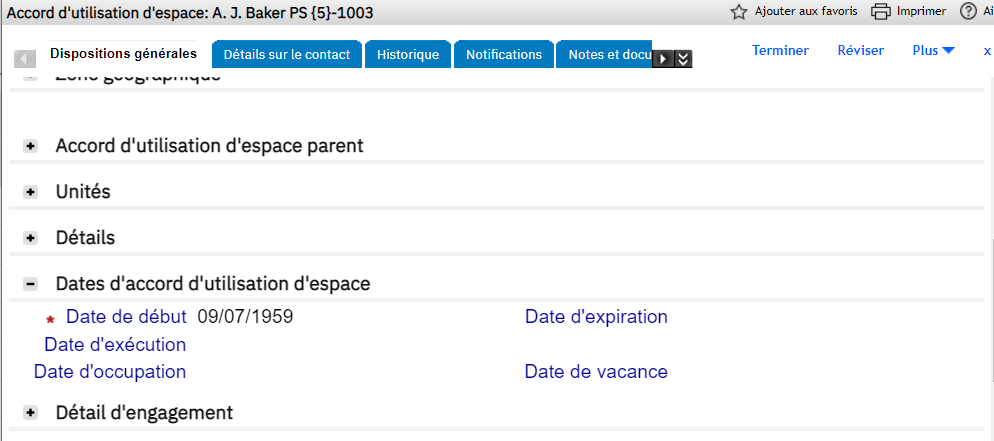 Accord d'utilisation d'espace: A. J. Baker PS {5}-1003
Ajouter aux favoris Imprimer Ai
Dispositions générales Détails sur le contact Historique Notifications Notes et docu
Terminer Réviser Plus x
Zone géographique
Accord d'utilisation d'espace parent
Unités
Détails
Dates d'accord d'utilisation d'espace
* Date de début 09/07/1959 Date d'expiration
Date d'exécution
Date d'occupation Date de vacance
Détail d'engagement